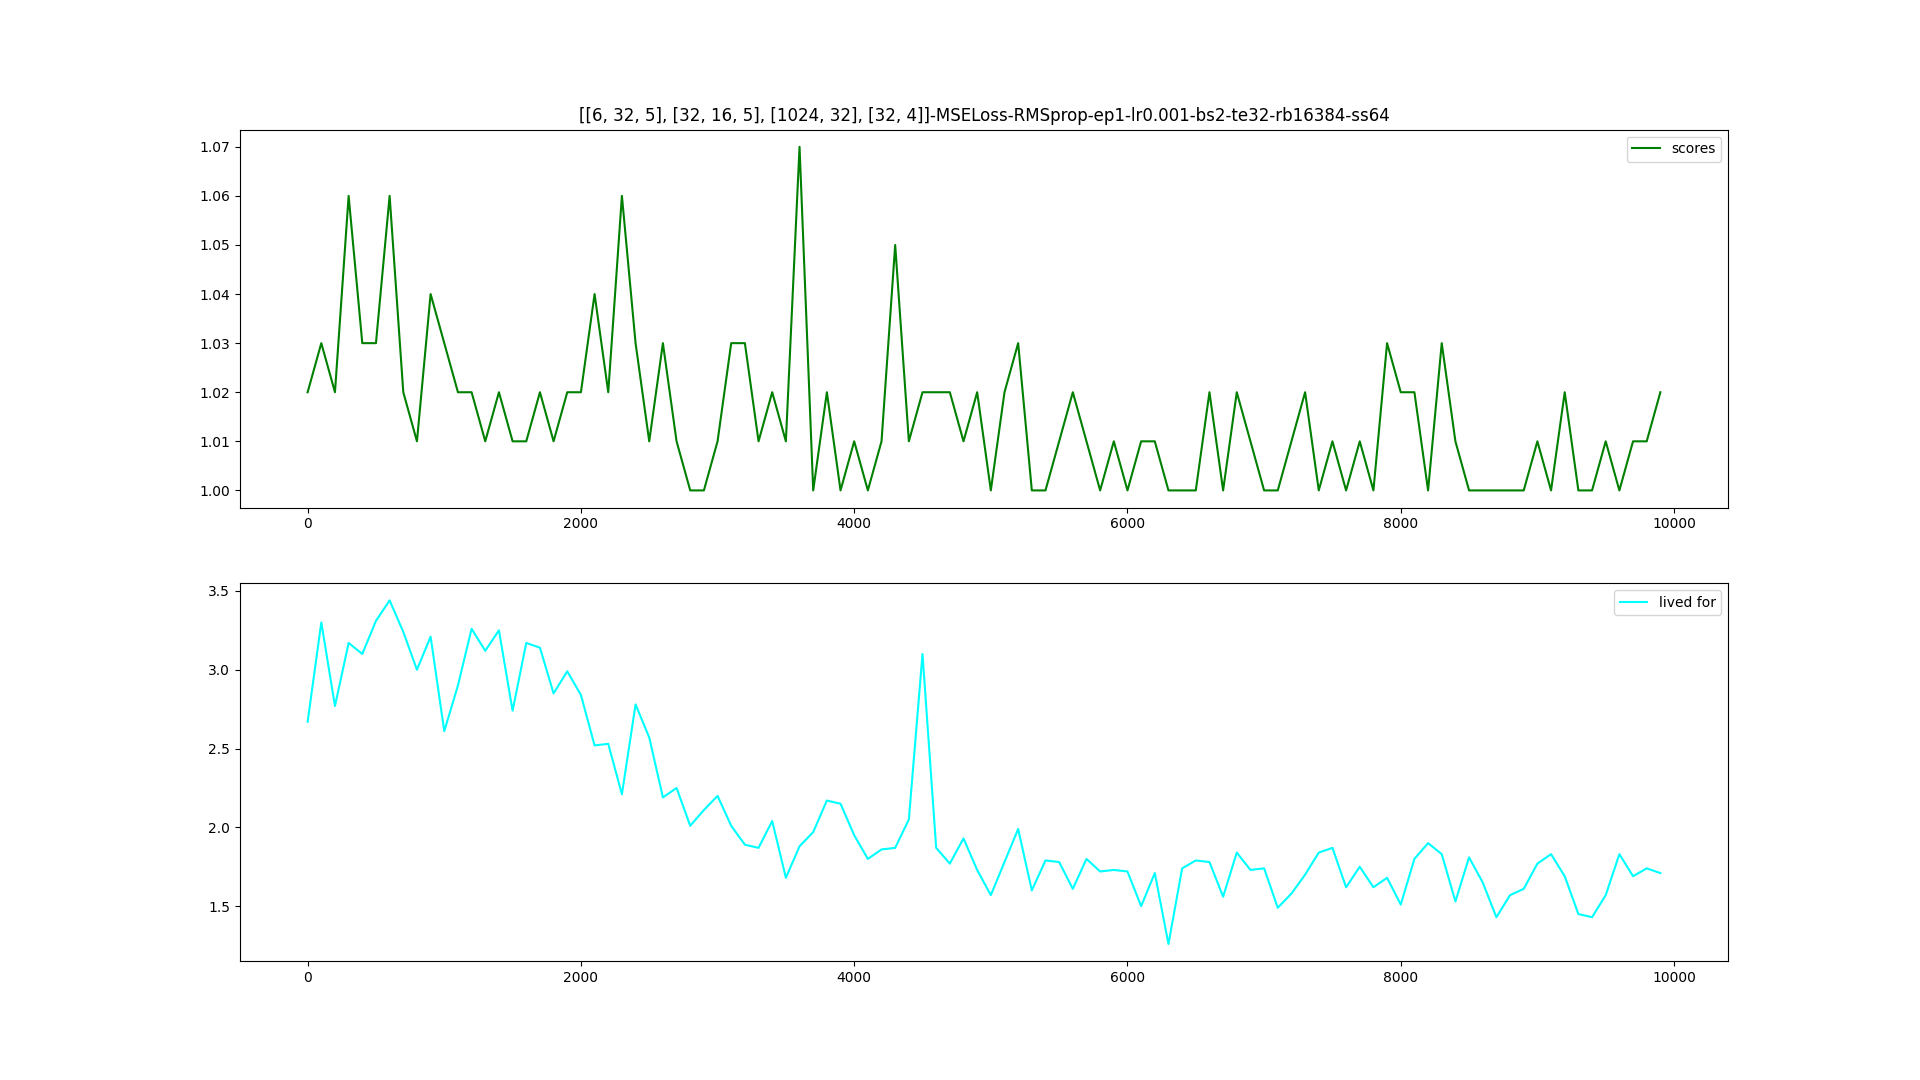 [[6, 32, 5], [32, 16, 5], [1024, 32], [32, 4]]-MSELoss-RMSprop-ep1-lr0.001-bs2-te32-rb16384-ss64
scores
1.07
1.06
1.05
1.04
1.03
1.02
1.01
1.00
0 2000 4000 6000 8000 10000
lived for
3.5
3.0
2.5
2.0
1.5
0 2000 4000 6000 8000 10000